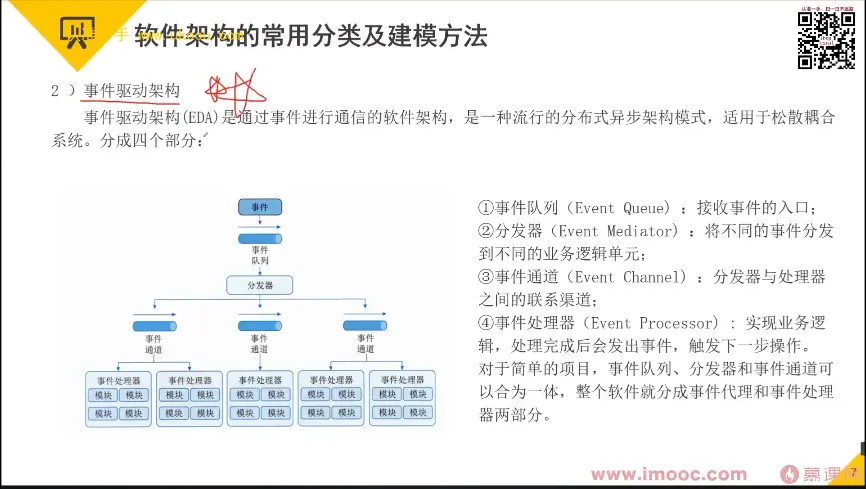 软件架构的常用分类及建模方法
手 www.imooc.com
2 ）事件驱动架构
事件驱动架构(EDA)是通过事件进行通信的软件架构，是一种流行的分布式异步架构模式，适用于松散耦合
系统。分成四个部分：
事件
事件
队列
分发器
事件 事件 事件
通道 通道 通道
事件处理器 事件处理器 事件处理器 事件处理器 事件处理器
模块 模块 模块 模块 模块 模块 模块 模块 模块 模块
模块 模块 模块 模块 模块 模块 模块 模块 模块 模块
①事件队列（Event Queue）：接收事件的入口；
②分发器（Event Mediator）：将不同的事件分发
到不同的业务逻辑单元；
③事件通道（Event Channel）：分发器与处理器
之间的联系渠道；
④事件处理器（Event Processor）：实现业务逻
辑，处理完成后会发出事件，触发下一步操作。
对于简单的项目，事件队列、分发器和事件通道可
以合为一体，整个软件就分成事件代理和事件处理
器两部分。
www.imooc.com
慕课网
7